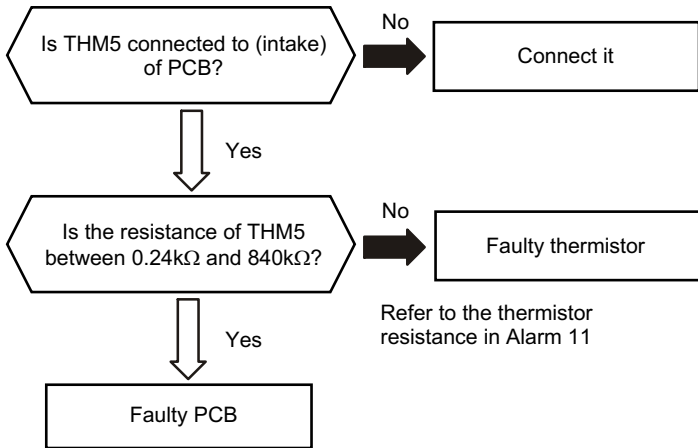 Is THM5 connected to (intake)
of PCB?
No
Connect it
Yes
Is the resistance of THM5
between 0.24kΩ and 840kΩ?
No
Faulty thermistor
Refer to the thermistor
resistance in Alarm 11
Yes
Faulty PCB